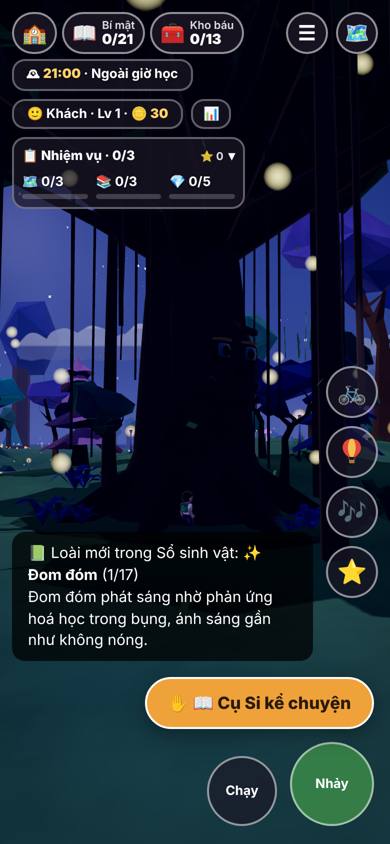 Bí mật
0/21
Kho báu
0/13
21:00 · Ngoài giờ học
Khách · Lv 1 · 30
Nhiệm vụ · 0/3
0 ▼
0/3
0/3
0/5
Loài mới trong Sổ sinh vật:
Đom đóm (1/17)
Đom đóm phát sáng nhờ phản ứng
hoá học trong bụng, ánh sáng gần
như không nóng.
Cụ Si kể chuyện
Chạy
Nhảy